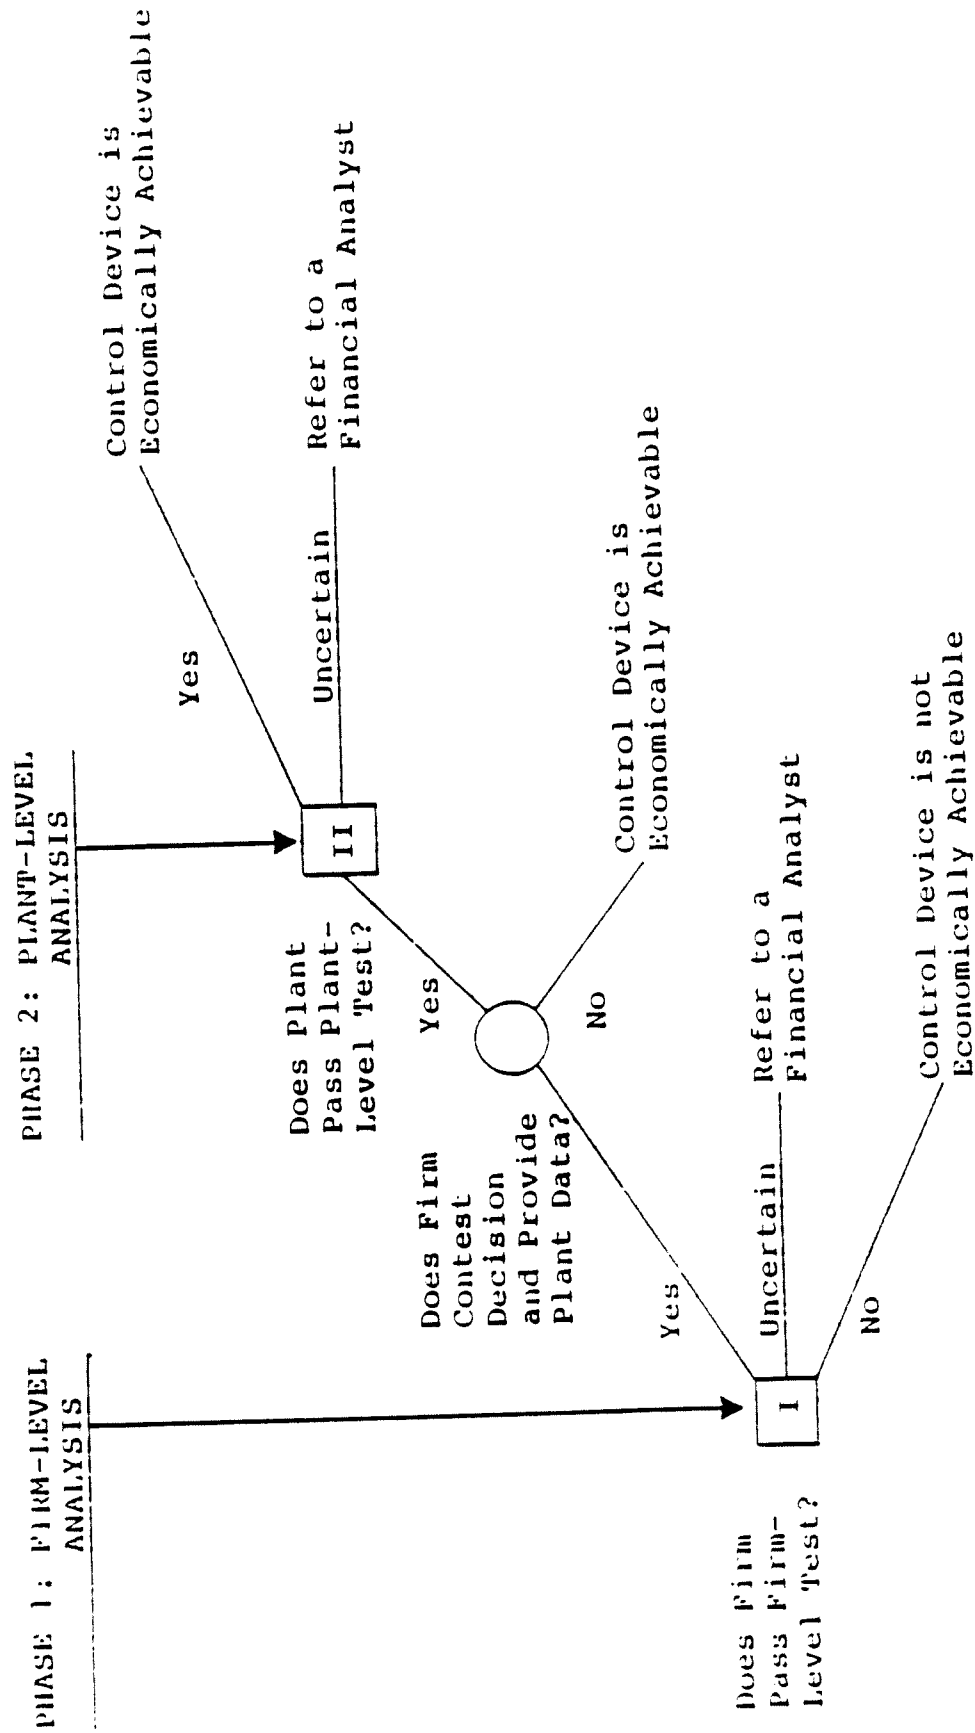 PHASE 1: FIRM-LEVEL
ANALYSIS
PHASE 2: PLANT-LEVEL
ANALYSIS
Control Device is
Economically Achievable
Yes
Does Plant
Pass Plant-
Level Test?
II
Uncertain
Refer to a
Financial Analyst
Does Firm
Contest
Decision
and Provide
Plant Data?
Yes
No
Control Device is
Economically Achievable
Yes
Does Firm
Pass Firm-
Level Test?
I
Uncertain
Refer to a
Financial Analyst
No
Control Device is not
Economically Achievable